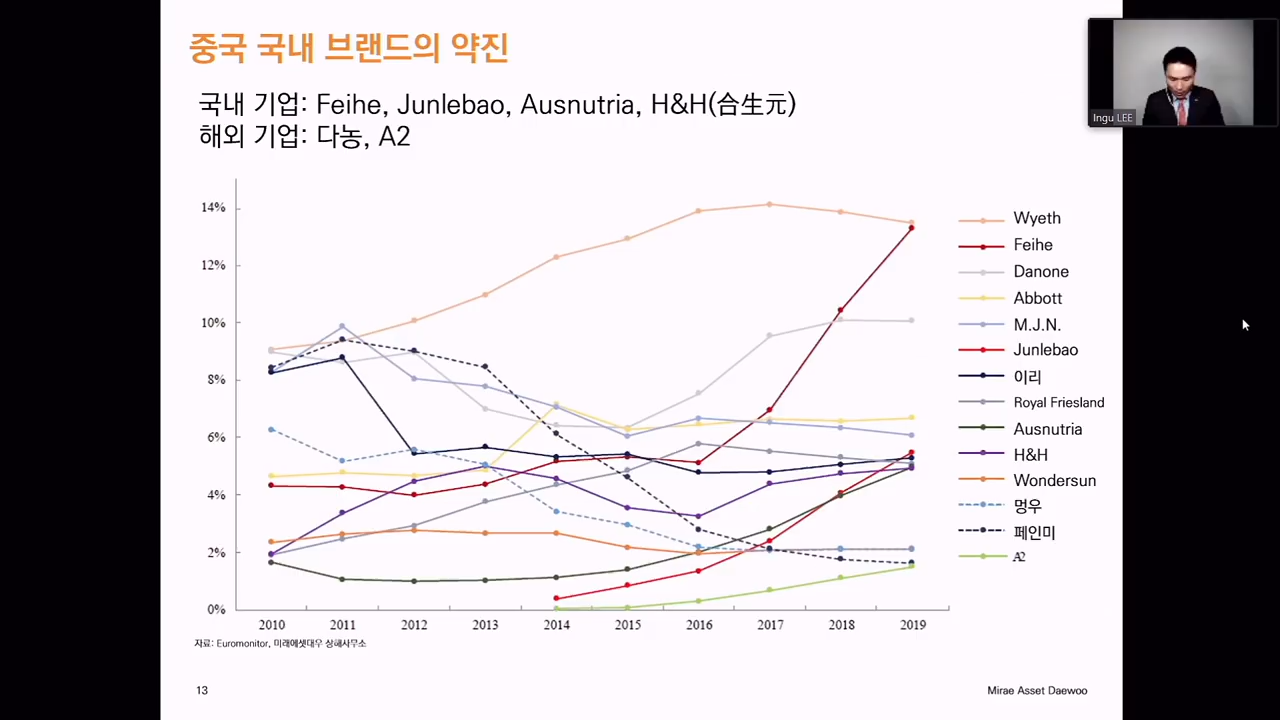 중국 국내 브랜드의 약진
국내 기업: Feihe, Junlebao, Ausnutria, H&H(合生元)
해외 기업: 다농, A2
Ingu LEE
14%
12%
10%
8%
6%
4%
2%
0%
2010 2011 2012 2013 2014 2015 2016 2017 2018 2019
Wyeth
Feihe
Danone
Abbott
M.J.N.
Junlebao
이리
Royal Friesland
Ausnutria
H&H
Wondersun
멍우
페인미
A2
자료: Euromonitor, 미래에셋대우 상해사무소
13
Mirae Asset Daewoo